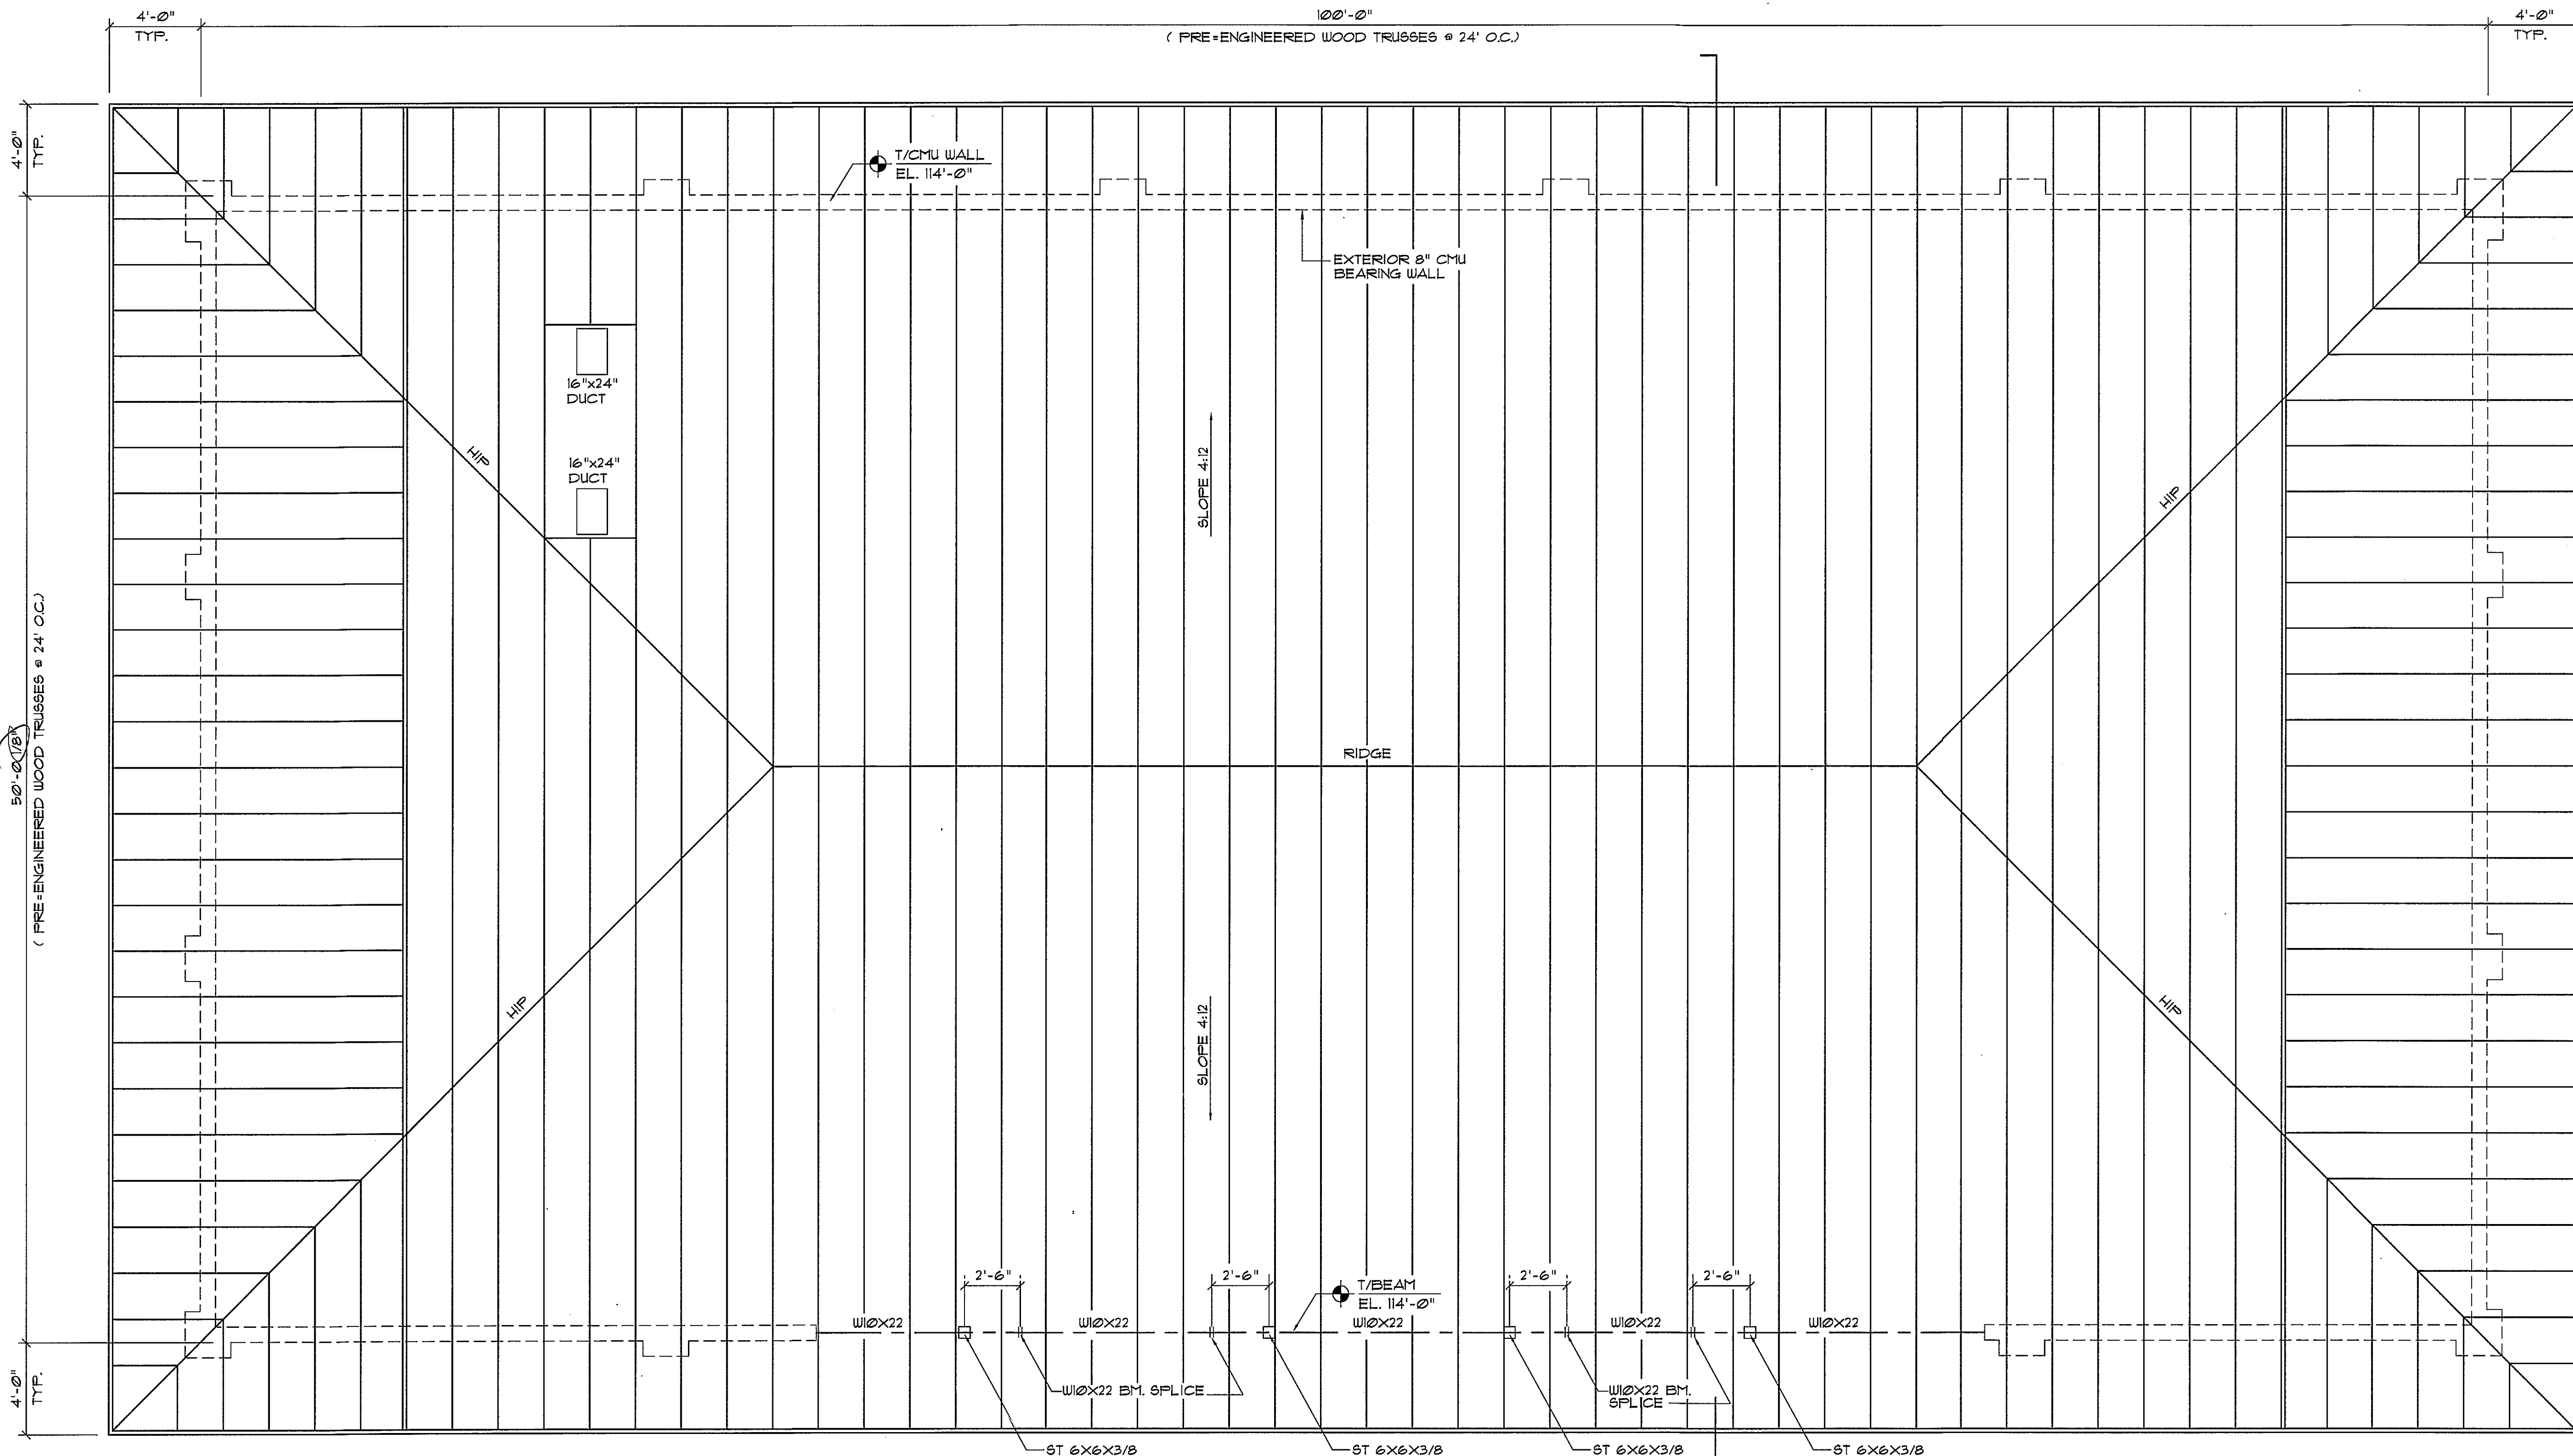 4'-0"
TYP.
100'-0"
( PRE=ENGINEERED WOOD TRUSSES @ 24' O.C.)
4'-0"
TYP.
4'-0"
TYP.
T/CMU WALL
EL. 114'-0"
EXTERIOR 8" CMU
BEARING WALL
16"x24"
DUCT
16"x24"
DUCT
HIP
HIP
SLOPE 4:12
50'-0 1/8"
( PRE=ENGINEERED WOOD TRUSSES @ 24' O.C.)
RIDGE
HIP
HIP
SLOPE 4:12
2'-6"
2'-6"
T/BEAM
EL. 114'-0"
2'-6"
2'-6"
W10X22
W10X22
W10X22
W10X22
W10X22
4'-0"
TYP.
W10X22 BM. SPLICE
W10X22 BM.
SPLICE
ST 6X6X3/8
ST 6X6X3/8
ST 6X6X3/8
ST 6X6X3/8